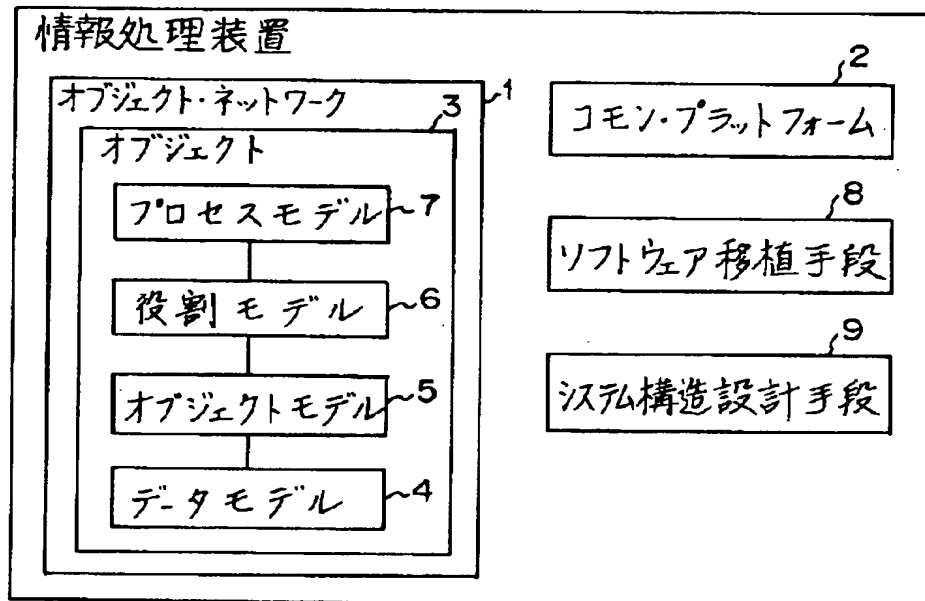 情報処理装置
オブジェクト・ネットワーク
1
オブジェクト
3
プロセスモデル
7
役割モデル
6
オブジェクトモデル
5
データモデル
4
2
コモン・プラットフォーム
8
ソフトウェア移植手段
9
システム構造設計手段